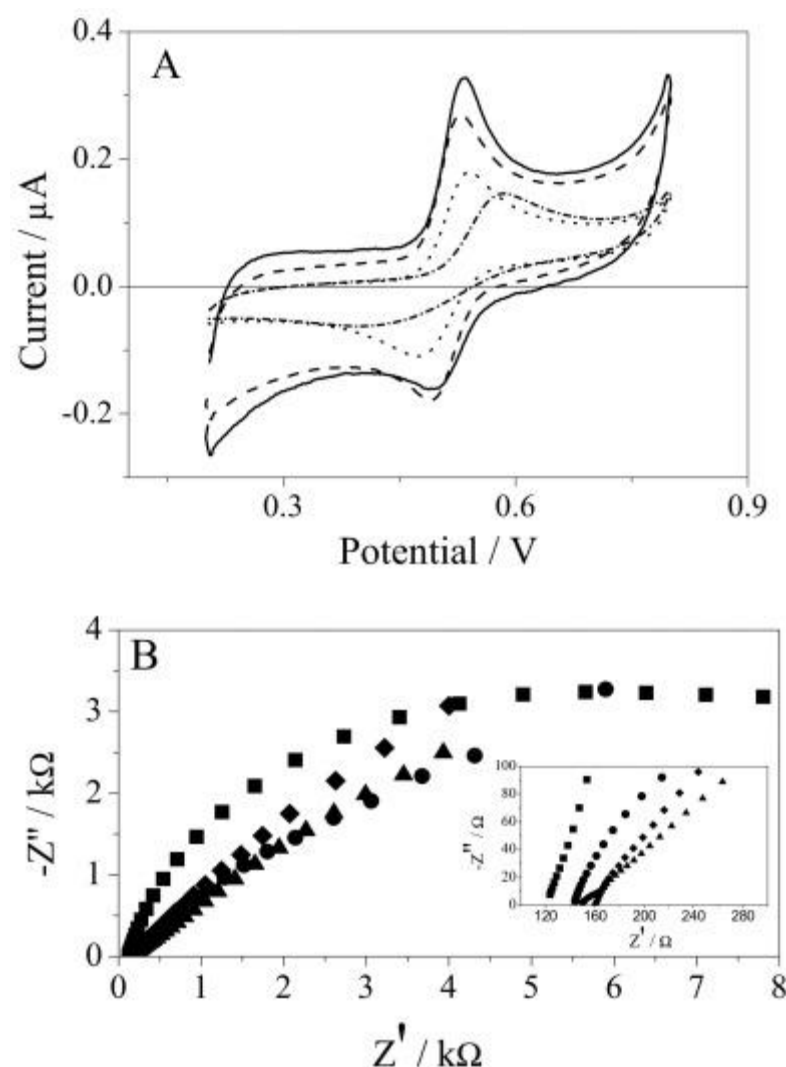 A
0.4
0.2
0.0
-0.2
Current / μA
0.3 0.6 0.9
Potential / V
B
4
3
2
1
0
-Z'' / kΩ
0 1 2 3 4 5 6 7 8
Z' / kΩ
100
80
60
40
20
0
-Z'' / Ω
120 160 200 240 280
Z' / Ω